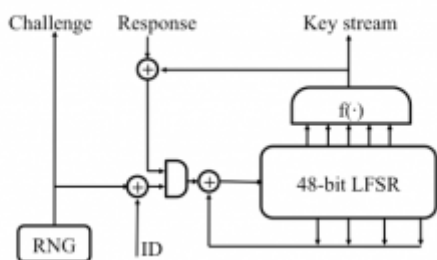 Challenge Response Key stream
f(·)
48-bit LFSR
RNG
ID